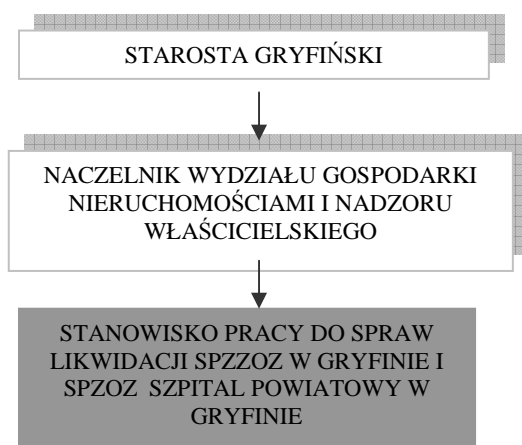 STAROSTA GRYFIŃSKI
NACZELNIK WYDZIAŁU GOSPODARKI
NIERUCHOMOŚCIAMI I NADZORU
WŁAŚCICIELSKIEGO
STANOWISKO PRACY DO SPRAW
LIKWIDACJI SPZZOZ W GRYFINIE I
SPZOZ SZPITAL POWIATOWY W
GRYFINIE